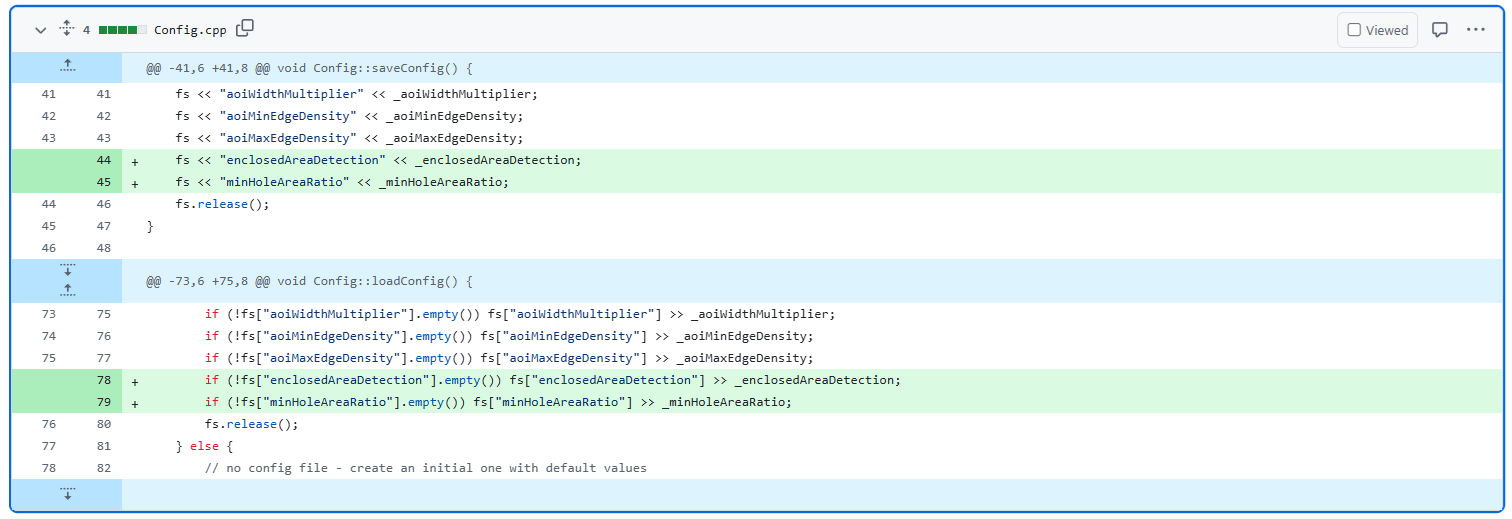 4 Config.cpp Viewed
@@ -41,6 +41,8 @@ void Config::saveConfig() {
41 41 fs << "aoiWidthMultiplier" << _aoiWidthMultiplier;
42 42 fs << "aoiMinEdgeDensity" << _aoiMinEdgeDensity;
43 43 fs << "aoiMaxEdgeDensity" << _aoiMaxEdgeDensity;
44 + fs << "enclosedAreaDetection" << _enclosedAreaDetection;
45 + fs << "minHoleAreaRatio" << _minHoleAreaRatio;
44 46 fs.release();
45 47 }
46 48
@@ -73,6 +75,8 @@ void Config::loadConfig() {
73 75 if (!fs["aoiWidthMultiplier"].empty()) fs["aoiWidthMultiplier"] >> _aoiWidthMultiplier;
74 76 if (!fs["aoiMinEdgeDensity"].empty()) fs["aoiMinEdgeDensity"] >> _aoiMinEdgeDensity;
75 77 if (!fs["aoiMaxEdgeDensity"].empty()) fs["aoiMaxEdgeDensity"] >> _aoiMaxEdgeDensity;
78 + if (!fs["enclosedAreaDetection"].empty()) fs["enclosedAreaDetection"] >> _enclosedAreaDetection;
79 + if (!fs["minHoleAreaRatio"].empty()) fs["minHoleAreaRatio"] >> _minHoleAreaRatio;
76 80 fs.release();
77 81 } else {
78 82 // no config file - create an initial one with default values